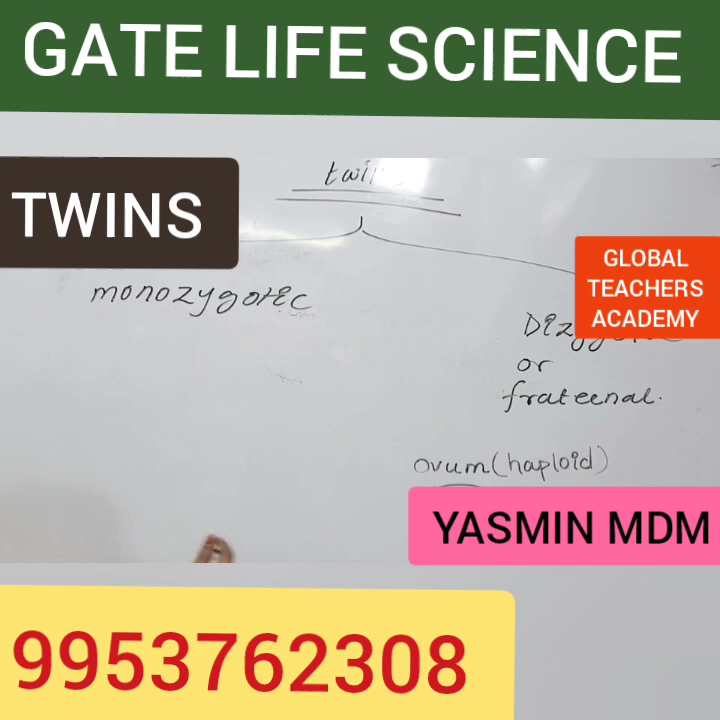 GATE LIFE SCIENCE
TWINS
monozygotic
GLOBAL
TEACHERS
ACADEMY
or
frateenal.
ovum (haploid)
YASMIN MDM
9953762308